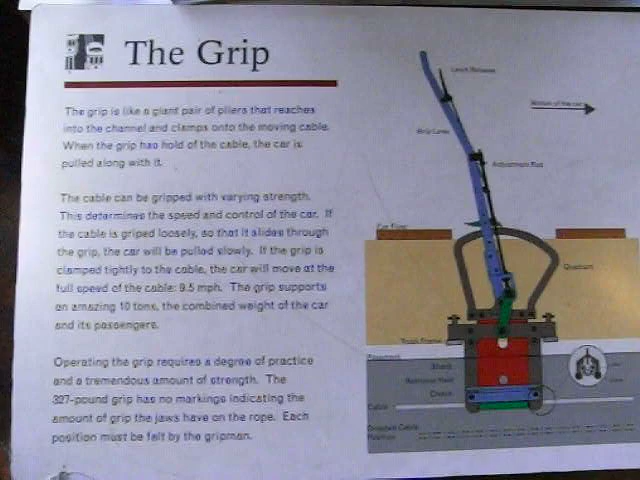 The Grip
The grip is like a giant pair of pliers that reaches
into the channel and clamps onto the moving cable.
When the grip has hold of the cable, the car is
pulled along with it.
The cable can be gripped with varying strength.
This determines the speed and control of the car. If
the cable is griped loosely, so that it slides through
the grip, the car will be pulled slowly. If the grip is
clamped tightly to the cable, the car will move at the
full speed of the cable: 9.5 mph. The grip supports
an amazing 10 tons, the combined weight of the car
and its passengers.
Operating the grip requires a degree of practice
and a tremendous amount of strength. The
327-pound grip has no markings indicating the
amount of grip the jaws have on the rope. Each
position must be felt by the gripman.
Latch Release
Motion of the car
Grip Lever
Adjustment Rod
Car Floor
Quadrant
Truck Frame
Pavement
Shank
Cable
Dropped Cable
Position